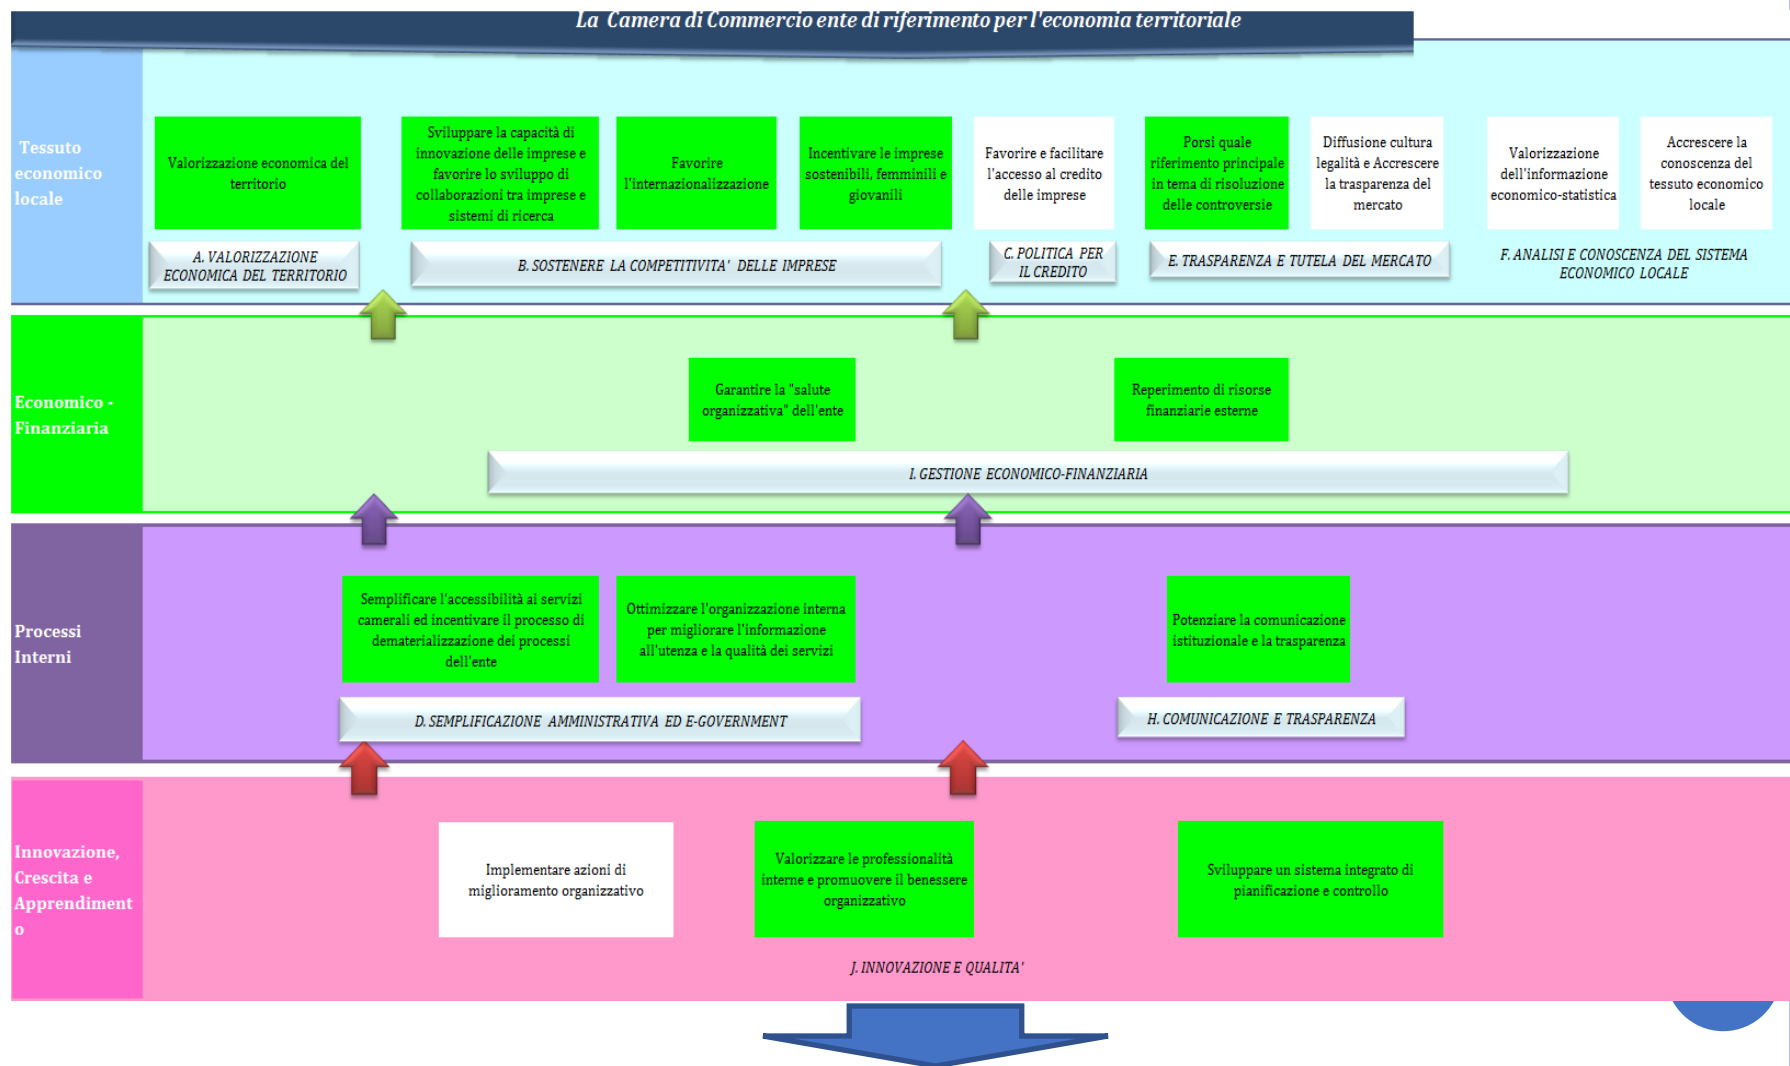 La Camera di Commercio ente di riferimento per l'economia territoriale
Tessuto
economico
locale
Valorizzazione economica del
territorio
Sviluppare la capacità di
innovazione delle imprese e
favorire lo sviluppo di
collaborazioni tra imprese e
sistemi di ricerca
Favorire
l'internazionalizzazione
Incentivare le imprese
sostenibili, femminili e
giovanili
Favorire e facilitare
l'accesso al credito
delle imprese
Porsi quale
riferimento principale
in tema di risoluzione
delle controversie
Diffusione cultura
legalità e Accrescere
la trasparenza del
mercato
Valorizzazione
dell'informazione
economico-statistica
Accrescere la
conoscenza del
tessuto economico
locale
A. VALORIZZAZIONE
ECONOMICA DEL TERRITORIO
B. SOSTENERE LA COMPETITIVITA' DELLE IMPRESE
C. POLITICA PER
IL CREDITO
E. TRASPARENZA E TUTELA DEL MERCATO
F. ANALISI E CONOSCENZA DEL SISTEMA
ECONOMICO LOCALE
Economico -
Finanziaria
Garantire la "salute
organizzativa" dell'ente
Reperimento di risorse
finanziarie esterne
I. GESTIONE ECONOMICO-FINANZIARIA
Processi
Interni
Semplificare l'accessibilità ai servizi
camerali ed incentivare il processo di
dematerializzazione dei processi
dell'ente
Ottimizzare l'organizzazione interna
per migliorare l'informazione
all'utenza e la qualità dei servizi
Potenziare la comunicazione
istituzionale e la trasparenza
D. SEMPLIFICAZIONE AMMINISTRATIVA ED E-GOVERNMENT
H. COMUNICAZIONE E TRASPARENZA
Innovazione,
Crescita e
Apprendiment
o
Implementare azioni di
miglioramento organizzativo
Valorizzare le professionalità
interne e promuovere il benessere
organizzativo
Sviluppare un sistema integrato di
pianificazione e controllo
J. INNOVAZIONE E QUALITA'